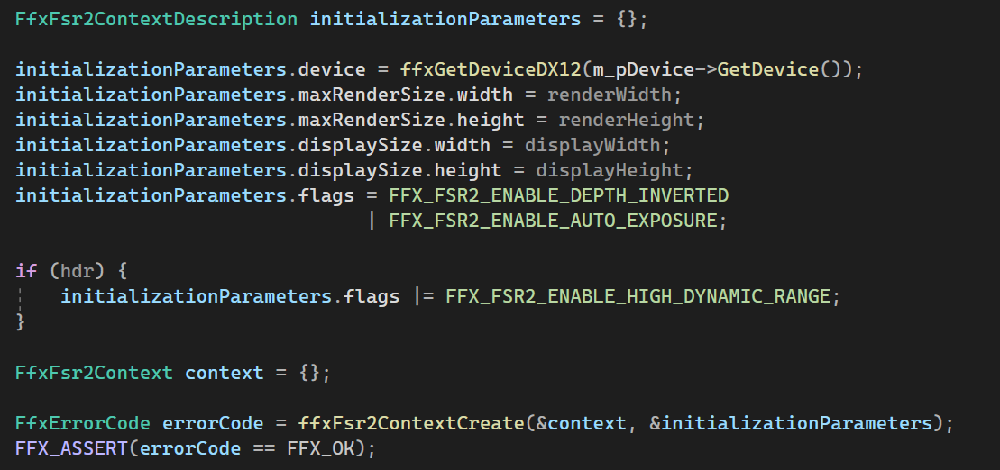 FfxFsr2ContextDescription initializationParameters = {};
initializationParameters.device = ffxGetDeviceDX12(m_pDevice->GetDevice());
initializationParameters.maxRenderSize.width = renderWidth;
initializationParameters.maxRenderSize.height = renderHeight;
initializationParameters.displaySize.width = displayWidth;
initializationParameters.displaySize.height = displayHeight;
initializationParameters.flags = FFX_FSR2_ENABLE_DEPTH_INVERTED
                               | FFX_FSR2_ENABLE_AUTO_EXPOSURE;
if (hdr) {
    initializationParameters.flags |= FFX_FSR2_ENABLE_HIGH_DYNAMIC_RANGE;
}
FfxFsr2Context context = {};
FfxErrorCode errorCode = ffxFsr2ContextCreate(&context, &initializationParameters);
FFX_ASSERT(errorCode == FFX_OK);